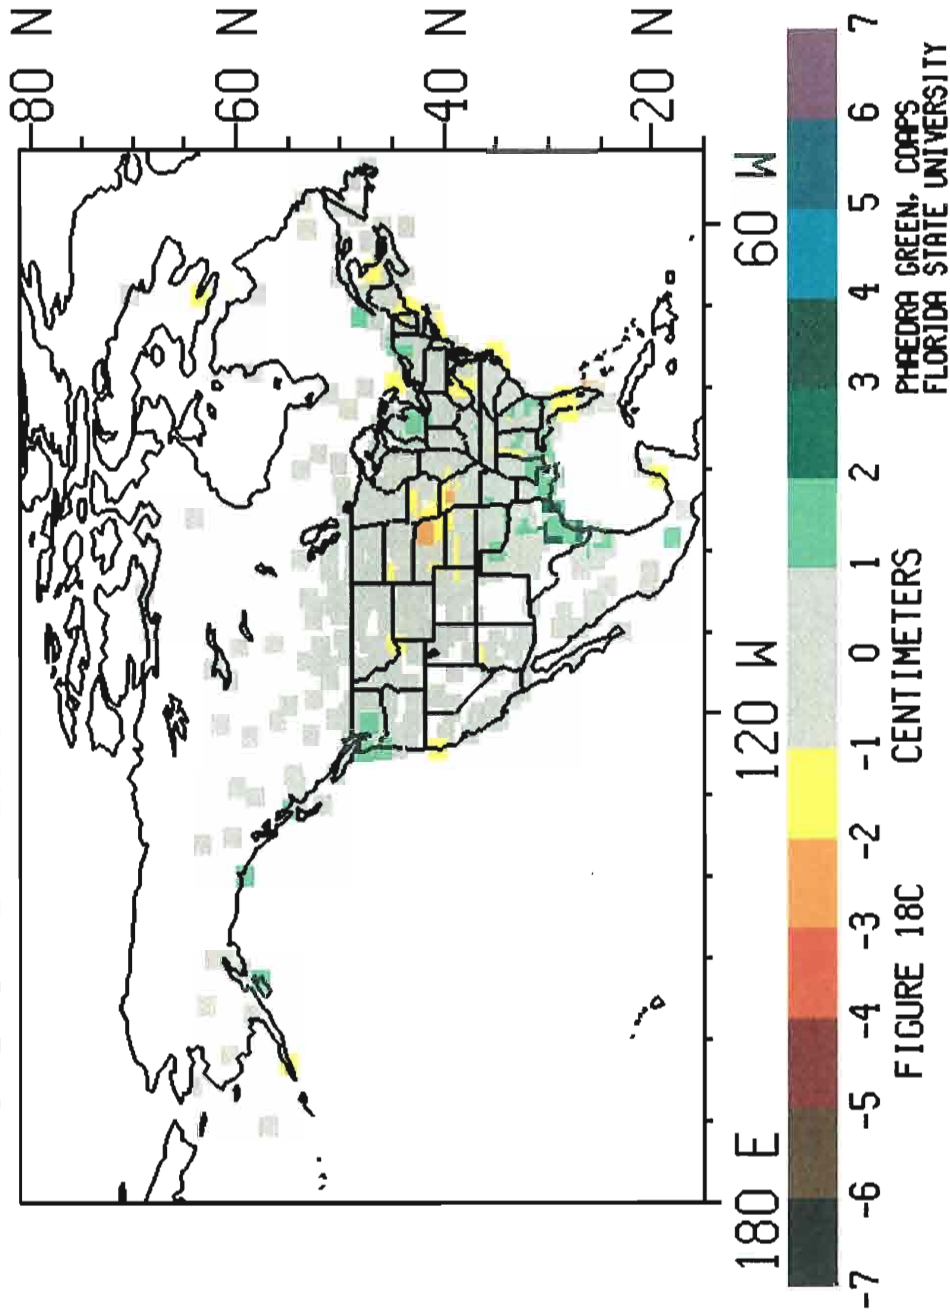 80 N
60 N
40 N
20 N
180 E
120 W
60 W
-7 -6 -5 -4 -3 -2 -1 0 1 2 3 4 5 6 7
FIGURE 18C
CENTIMETERS
PHAEDRA GREEN, COAPS
FLORIDA STATE UNIVERSITY